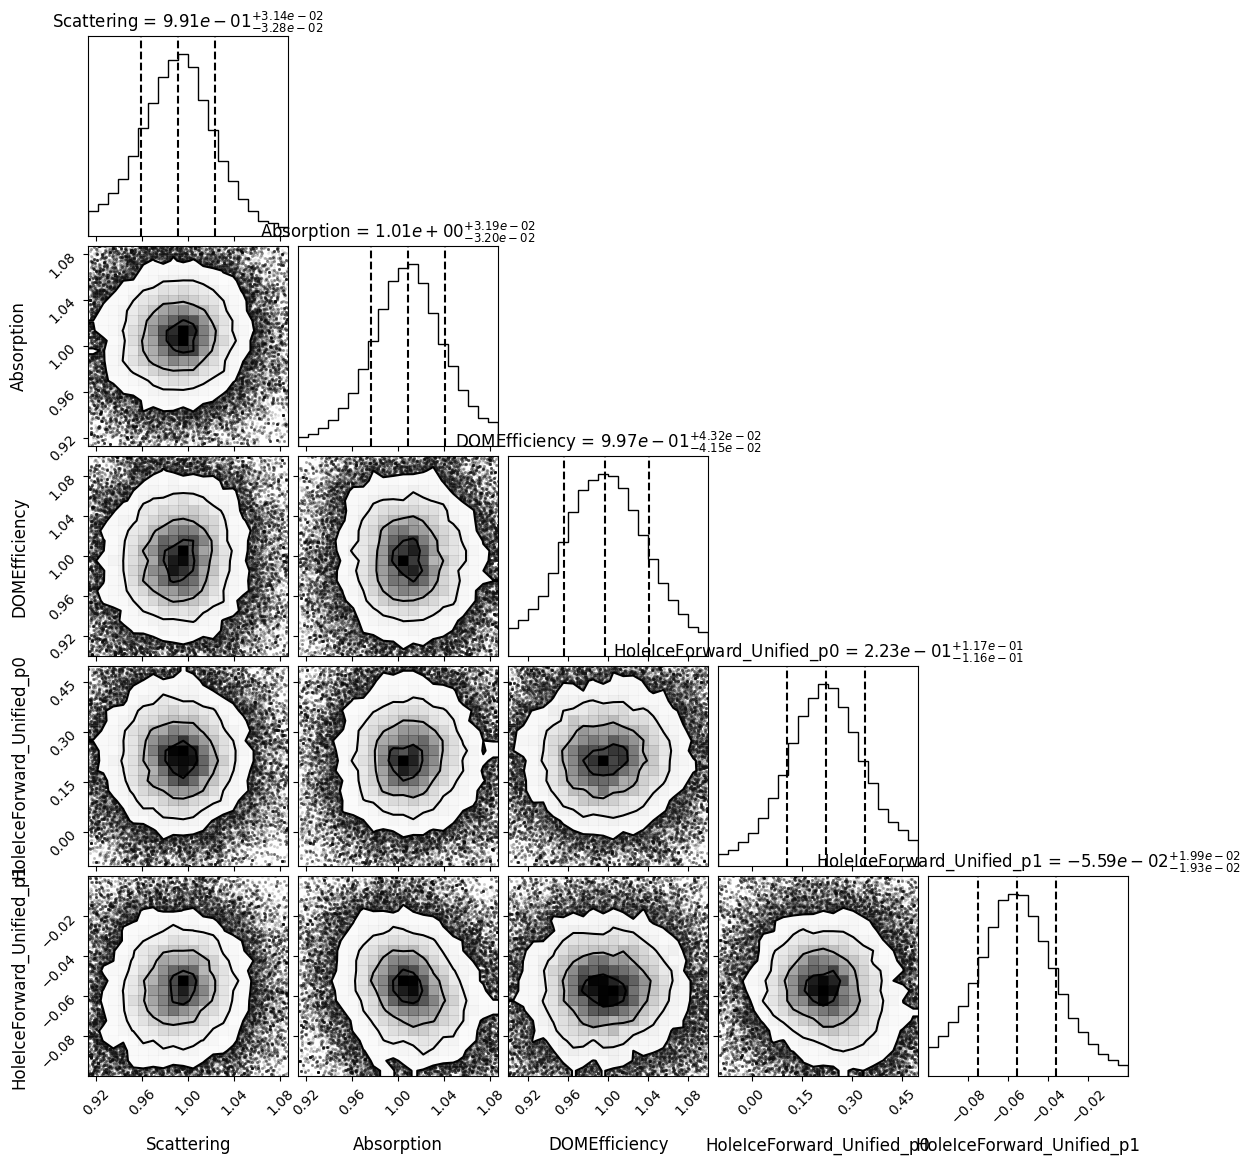 Scattering = 9.91e−01+3.14e−02−3.28e−02
Absorption = 1.01e+00+3.19e−02−3.20e−02
1.08
1.04
1.00
0.96
0.92
Absorption
DOMEfficiency = 9.97e−01+4.32e−02−4.15e−02
1.08
1.04
1.00
0.96
0.92
DOMEfficiency
HoleIceForward_Unified_p0 = 2.23e−01+1.17e−01−1.16e−01
0.45
0.30
0.15
0.00
HoleIceForward_Unified_p0
HoleIceForward_Unified_p1 = −5.59e−02+1.99e−02−1.93e−02
−0.02
−0.04
−0.06
−0.08
HoleIceForward_Unified_p1
0.92 0.96 1.00 1.04 1.08
0.92 0.96 1.00 1.04 1.08
0.92 0.96 1.00 1.04 1.08
0.00 0.15 0.30 0.45
−0.08 −0.06 −0.04 −0.02
Scattering
Absorption
DOMEfficiency
HoleIceForward_Unified_p0
HoleIceForward_Unified_p1